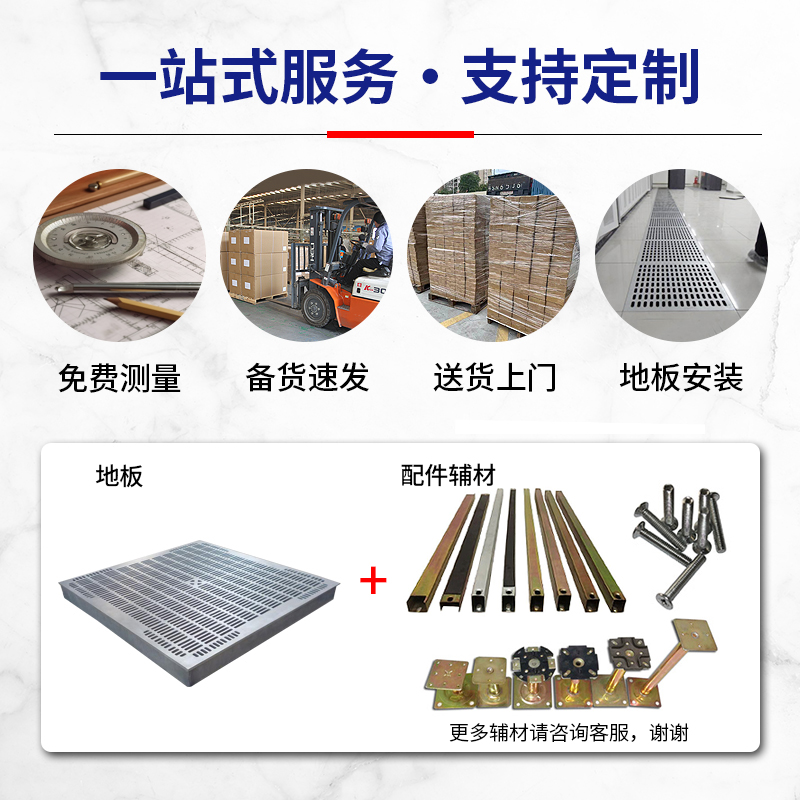 一站式服务·支持定制
免费测量
备货速发
送货上门
地板安装
地板
配件辅材
+
更多辅材请咨询客服，谢谢